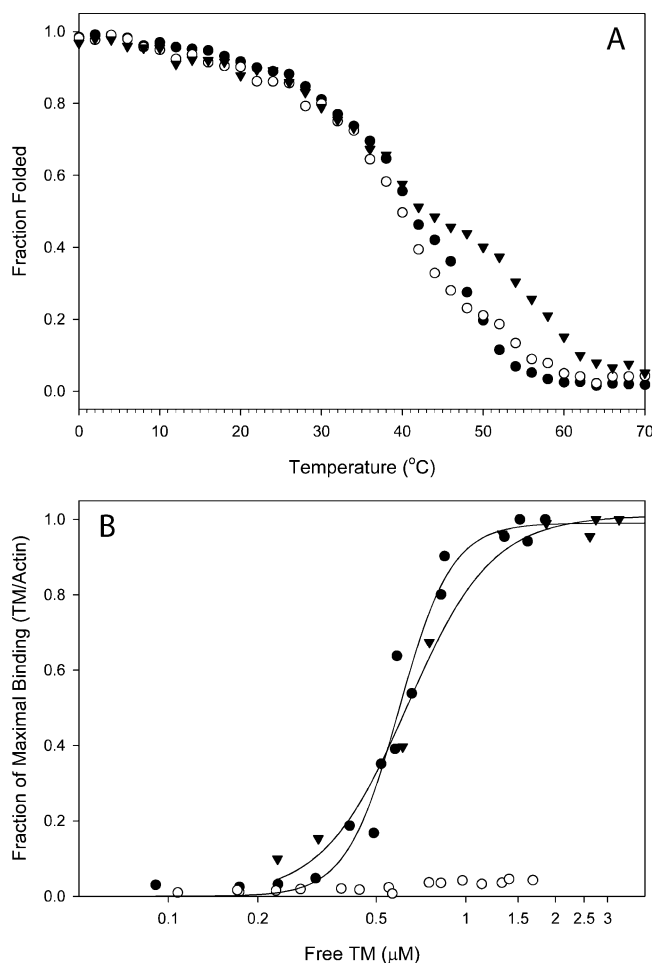 A
1.0
0.8
0.6
0.4
0.2
0.0
Fraction Folded
0 10 20 30 40 50 60 70
Temperature (°C)
B
1.0
0.8
0.6
0.4
0.2
0.0
Fraction of Maximal Binding (TM/Actin)
0.1 0.2 0.5 1 1.5 2 2.5 3
Free TM (μM)